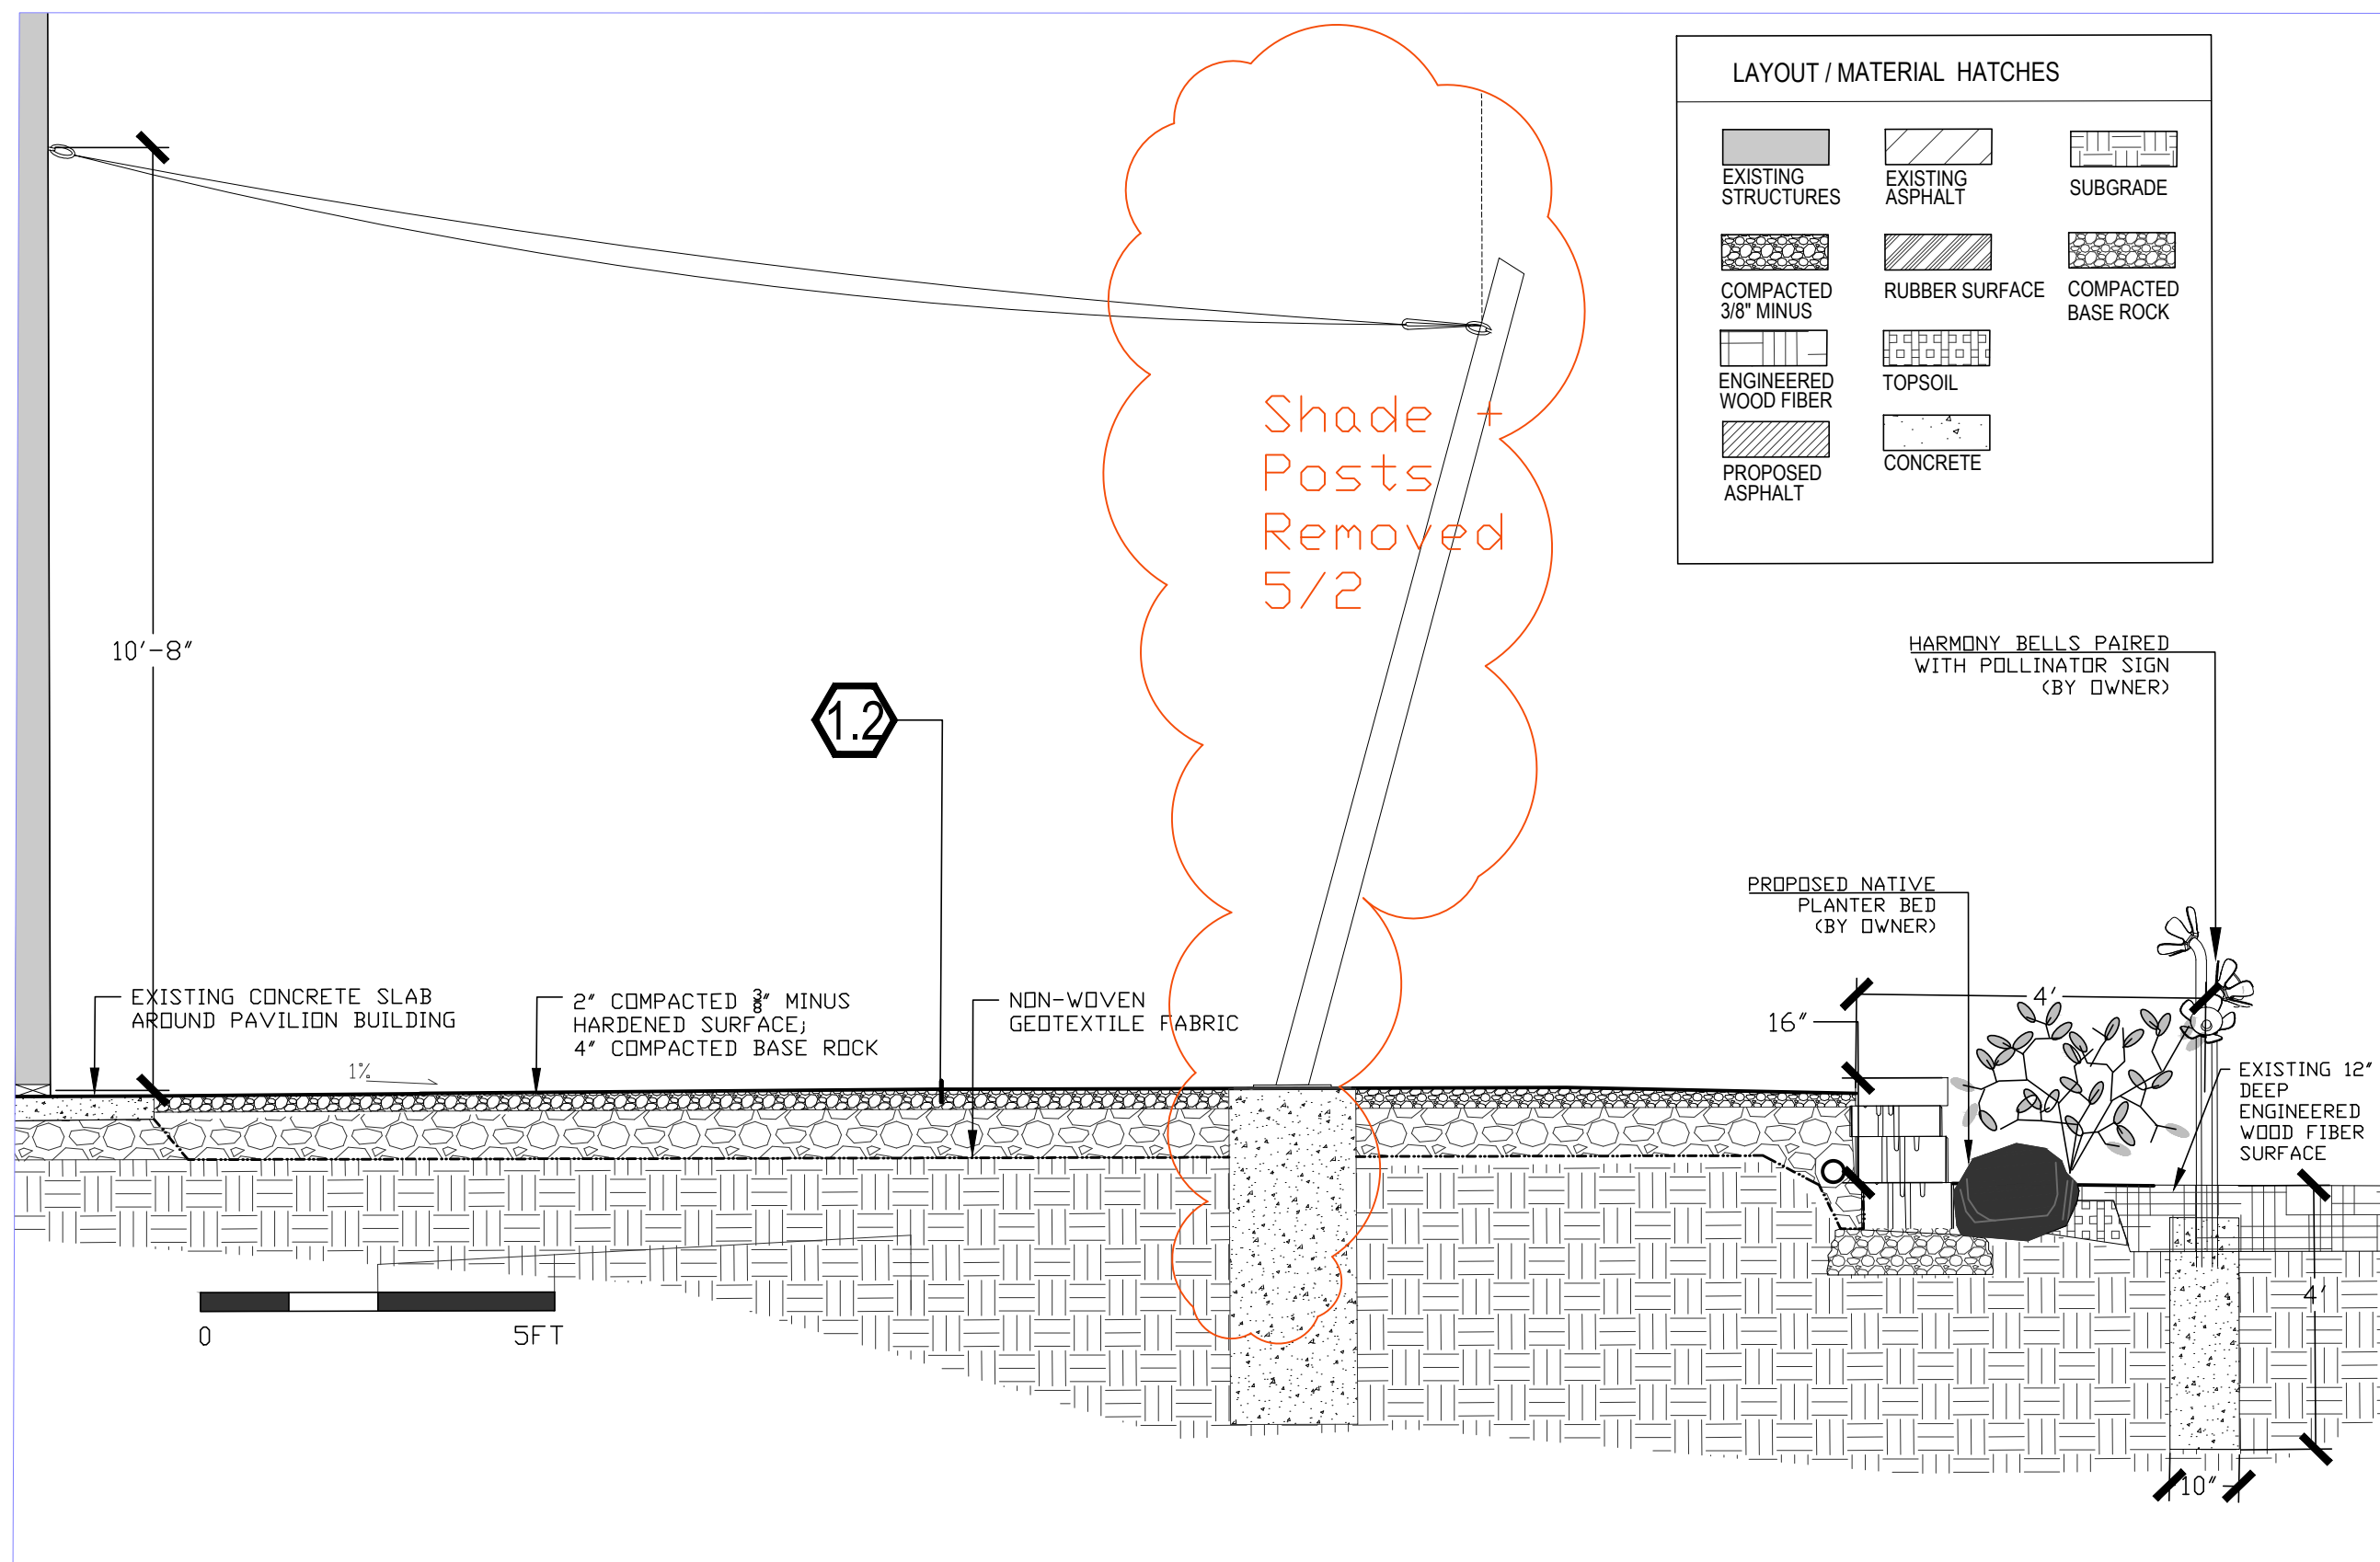 LAYOUT / MATERIAL HATCHES
EXISTING
STRUCTURES
EXISTING
ASPHALT
SUBGRADE
COMPACTED
3/8" MINUS
RUBBER SURFACE
COMPACTED
BASE ROCK
ENGINEERED
WOOD FIBER
TOPSOIL
PROPOSED
ASPHALT
CONCRETE
Shade +
Posts
Removed
5/2
10'-8"
1.2
HARMONY BELLS PAIRED
WITH POLLINATOR SIGN
(BY OWNER)
PROPOSED NATIVE
PLANTER BED
(BY OWNER)
EXISTING CONCRETE SLAB
AROUND PAVILION BUILDING
2" COMPACTED 3/8" MINUS
HARDENED SURFACE;
4" COMPACTED BASE ROCK
NON-WOVEN
GEOTEXTILE FABRIC
4'
16"
1%
EXISTING 12"
DEEP
ENGINEERED
WOOD FIBER
SURFACE
4'
0
5FT
10"